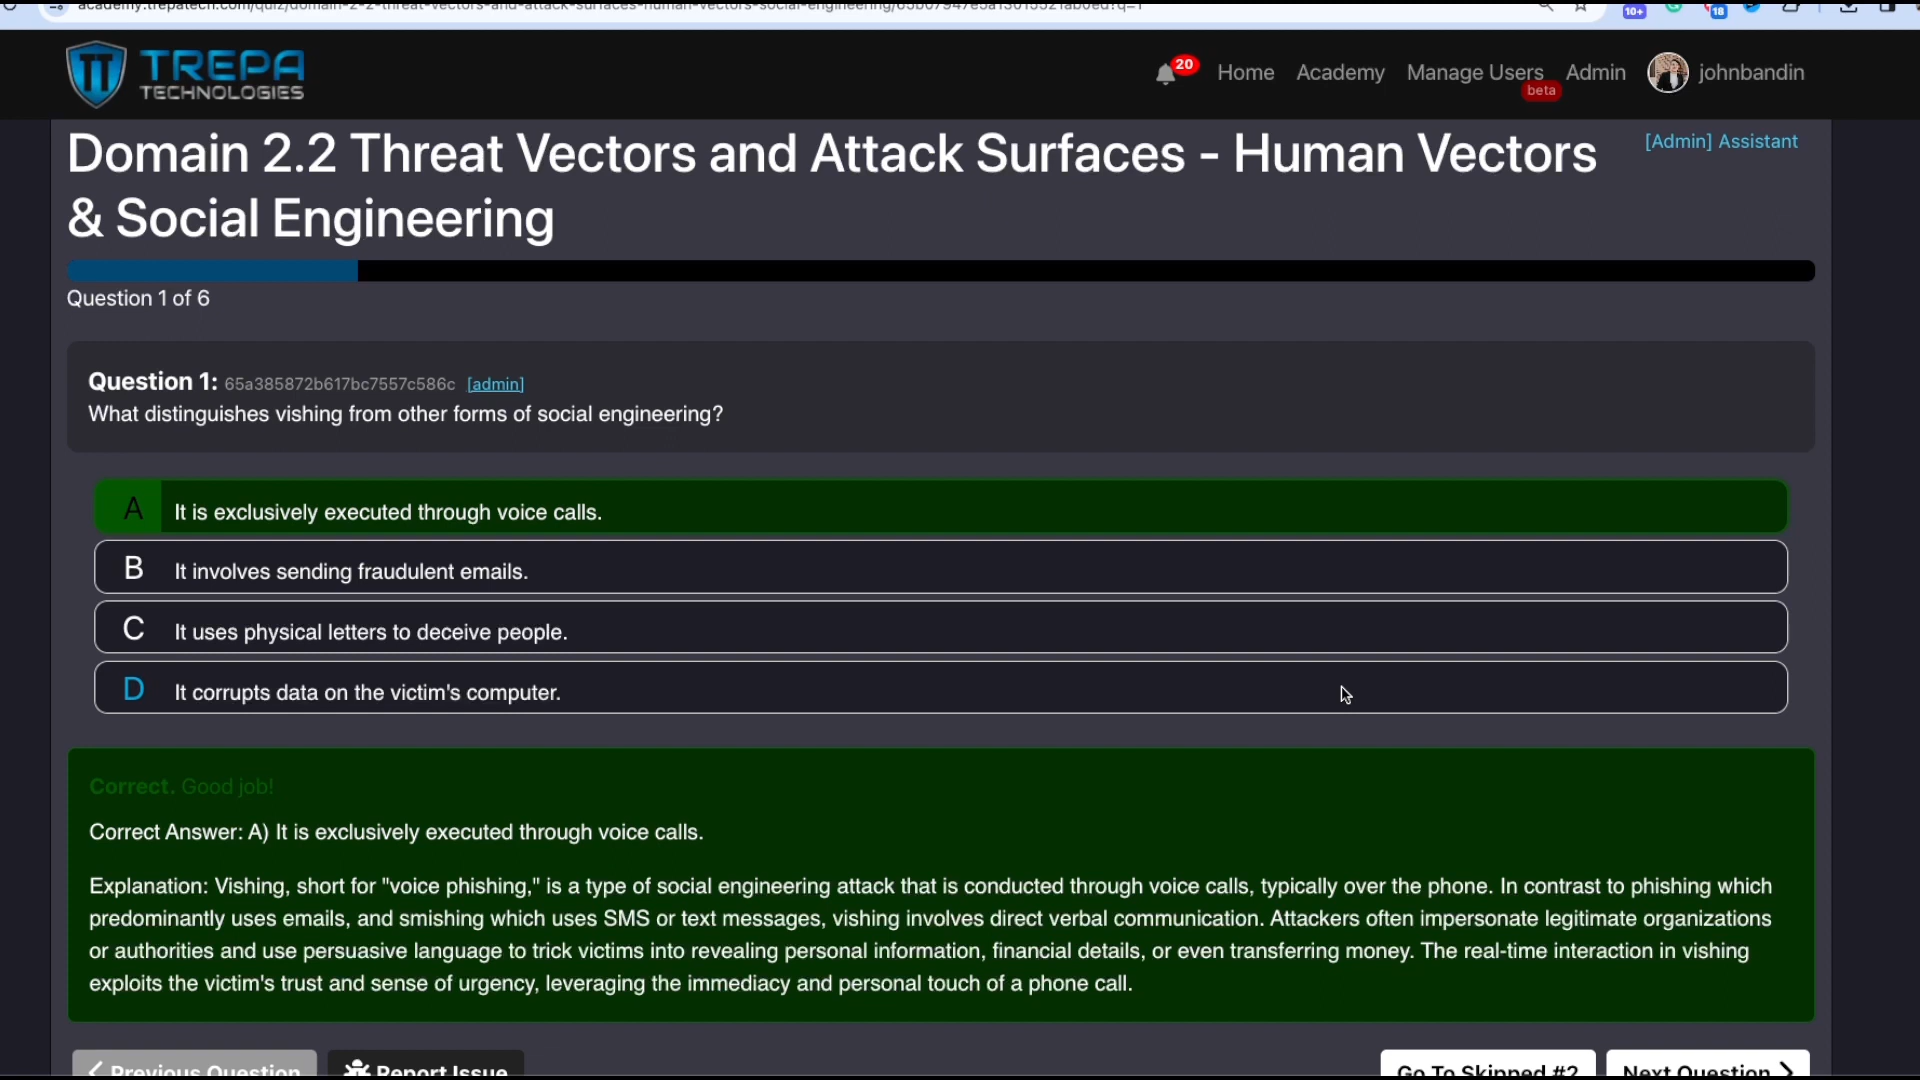 10+
18
TREPA
TECHNOLOGIES
20
Home
Academy
Manage Users
beta
Admin
johnbandin
Domain 2.2 Threat Vectors and Attack Surfaces - Human Vectors
& Social Engineering
[Admin] Assistant
Question 1 of 6
Question 1: 65a385872b617bc7557c586c [admin]
What distinguishes vishing from other forms of social engineering?
A It is exclusively executed through voice calls.
B It involves sending fraudulent emails.
C It uses physical letters to deceive people.
D It corrupts data on the victim's computer.
Correct. Good job!
Correct Answer: A) It is exclusively executed through voice calls.
Explanation: Vishing, short for "voice phishing," is a type of social engineering attack that is conducted through voice calls, typically over the phone. In contrast to phishing which
predominantly uses emails, and smishing which uses SMS or text messages, vishing involves direct verbal communication. Attackers often impersonate legitimate organizations
or authorities and use persuasive language to trick victims into revealing personal information, financial details, or even transferring money. The real-time interaction in vishing
exploits the victim's trust and sense of urgency, leveraging the immediacy and personal touch of a phone call.
Previous Question
Report Issue
Go To Skipped #2
Next Question